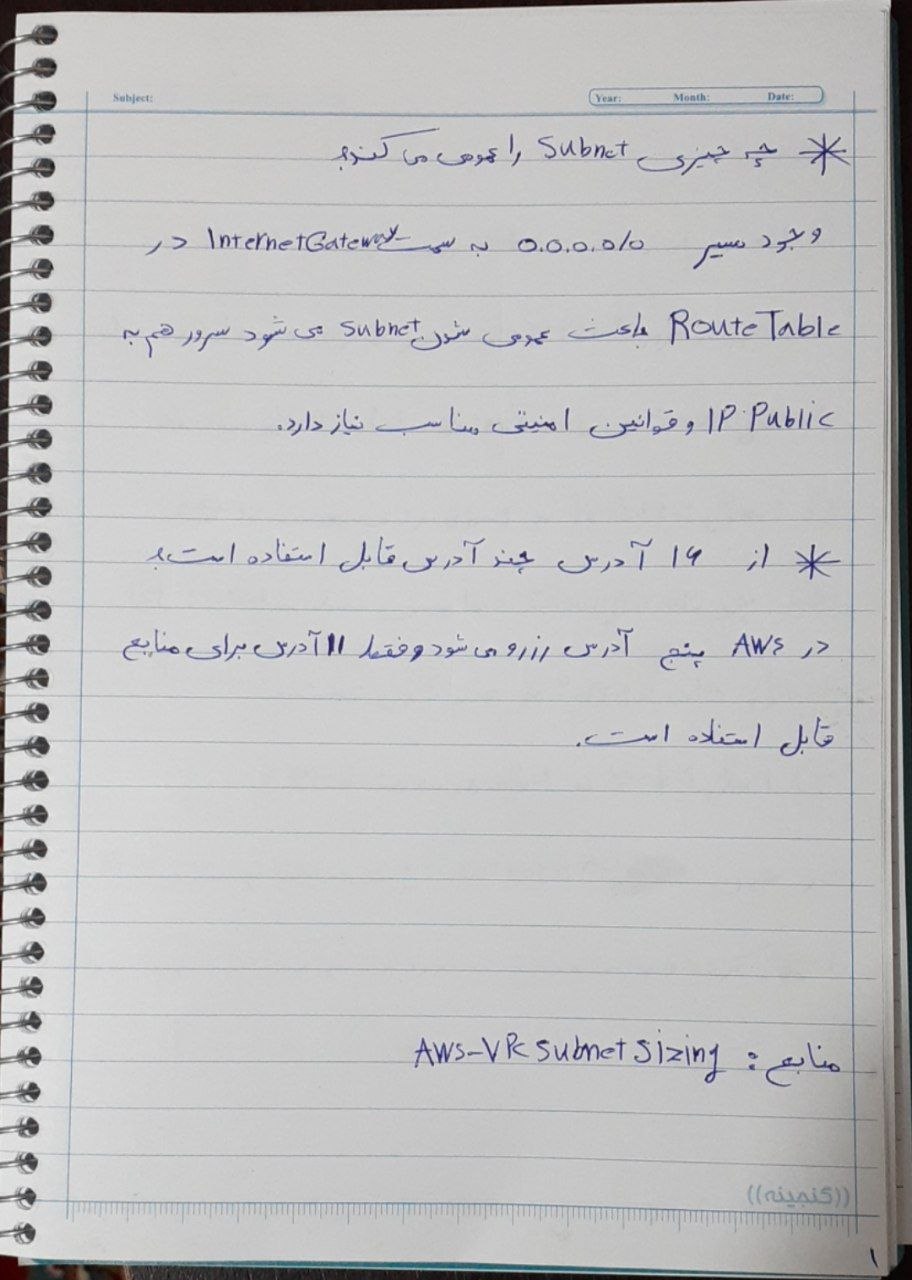 Subject:
Year: Month: Date:
* چه چیزی Subnet را عمومی می کند؟
وجود مسیر 0.0.0.0/0 به سمت InternetGateway در
RouteTable باعث عمومی شدن subnet می شود سرور هم به
IP Public و قوانین امنیتی مناسب نیاز دارد.
* از ۱۶ آدرس چند آدرس قابل استفاده است؟
در AWS پنج آدرس رزرو می شود و فقط ۱۱ آدرس برای منابع
قابل استفاده است.
منابع: AWS-VPC subnet sizing
((گنجینه))
۱